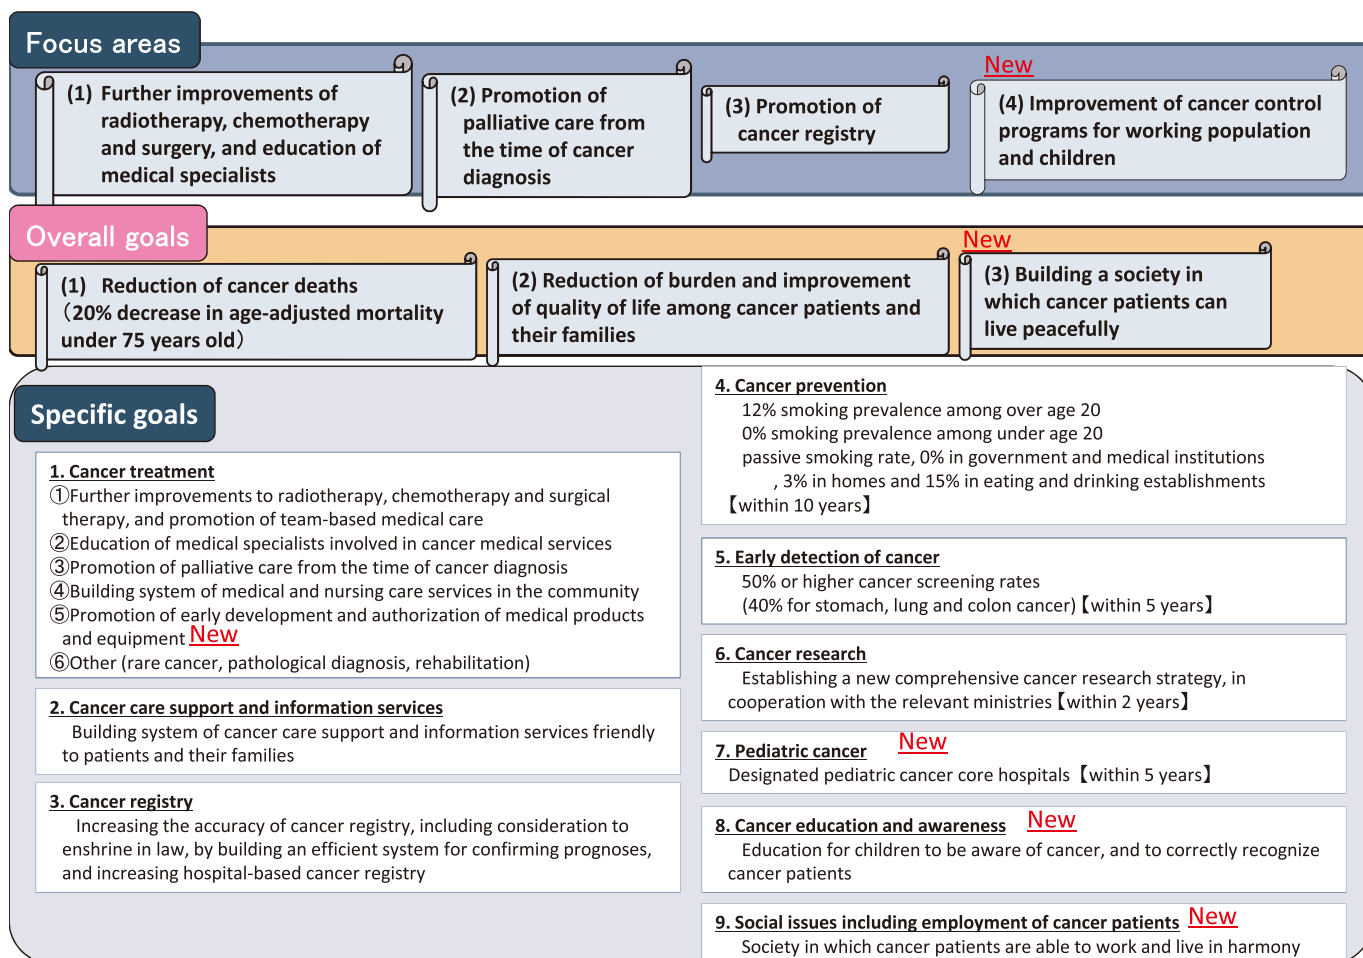 Focus areas
(1) Further improvements of
radiotherapy, chemotherapy
and surgery, and education of
medical specialists
(2) Promotion of
palliative care from
the time of cancer
diagnosis
(3) Promotion of
cancer registry
New
(4) Improvement of cancer control
programs for working population
and children
Overall goals
(1) Reduction of cancer deaths
（20% decrease in age-adjusted mortality
under 75 years old）
(2) Reduction of burden and improvement
of quality of life among cancer patients and
their families
New
(3) Building a society in
which cancer patients can
live peacefully
Specific goals
1. Cancer treatment
①Further improvements to radiotherapy, chemotherapy and surgical
therapy, and promotion of team-based medical care
②Education of medical specialists involved in cancer medical services
③Promotion of palliative care from the time of cancer diagnosis
④Building system of medical and nursing care services in the community
⑤Promotion of early development and authorization of medical products
and equipment New
⑥Other (rare cancer, pathological diagnosis, rehabilitation)
2. Cancer care support and information services
Building system of cancer care support and information services friendly
to patients and their families
3. Cancer registry
Increasing the accuracy of cancer registry, including consideration to
enshrine in law, by building an efficient system for confirming prognoses,
and increasing hospital-based cancer registry
4. Cancer prevention
12% smoking prevalence among over age 20
0% smoking prevalence among under age 20
passive smoking rate, 0% in government and medical institutions
, 3% in homes and 15% in eating and drinking establishments
【within 10 years】
5. Early detection of cancer
50% or higher cancer screening rates
(40% for stomach, lung and colon cancer)【within 5 years】
6. Cancer research
Establishing a new comprehensive cancer research strategy, in
cooperation with the relevant ministries【within 2 years】
7. Pediatric cancer New
Designated pediatric cancer core hospitals【within 5 years】
8. Cancer education and awareness New
Education for children to be aware of cancer, and to correctly recognize
cancer patients
9. Social issues including employment of cancer patients New
Society in which cancer patients are able to work and live in harmony